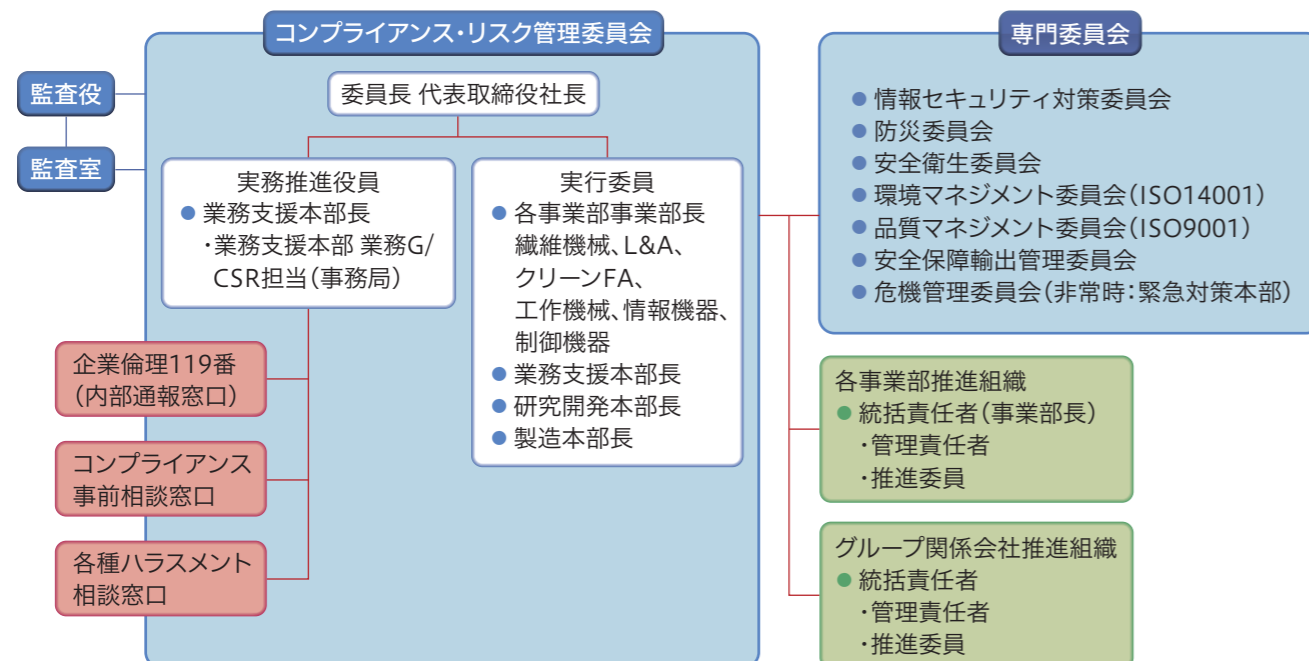 コンプライアンス・リスク管理委員会
監査役
監査室
委員長 代表取締役社長
実務推進役員
● 業務支援本部長
・業務支援本部 業務G/
CSR担当(事務局)
実行委員
● 各事業部事業部長
繊維機械、L&A、
クリーンFA、
工作機械、情報機器、
制御機器
● 業務支援本部長
● 研究開発本部長
● 製造本部長
企業倫理119番
(内部通報窓口)
コンプライアンス
事前相談窓口
各種ハラスメント
相談窓口
専門委員会
● 情報セキュリティ対策委員会
● 防災委員会
● 安全衛生委員会
● 環境マネジメント委員会(ISO14001)
● 品質マネジメント委員会(ISO9001)
● 安全保障輸出管理委員会
● 危機管理委員会(非常時:緊急対策本部)
各事業部推進組織
● 統括責任者(事業部長)
・管理責任者
・推進委員
グループ関係会社推進組織
● 統括責任者
・管理責任者
・推進委員